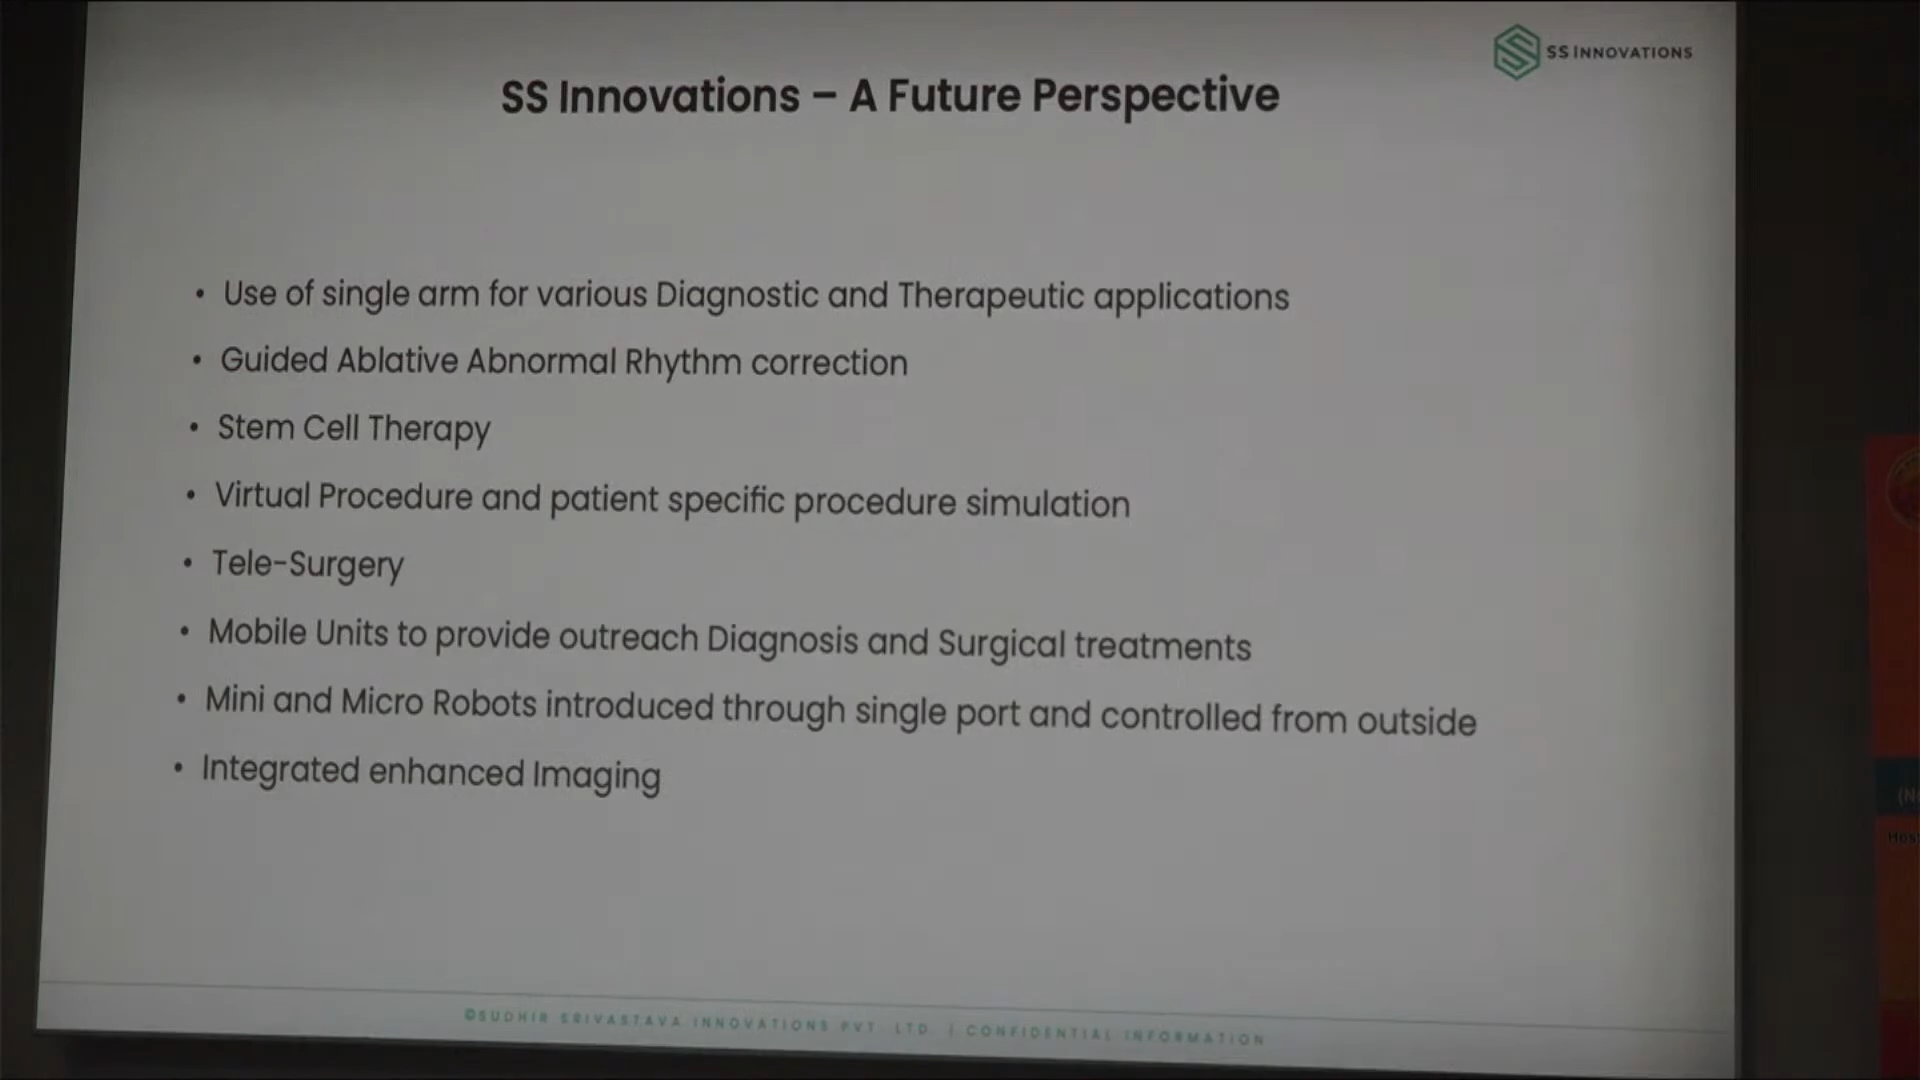 SS INNOVATIONS
SS Innovations – A Future Perspective
• Use of single arm for various Diagnostic and Therapeutic applications
• Guided Ablative Abnormal Rhythm correction
• Stem Cell Therapy
• Virtual Procedure and patient specific procedure simulation
• Tele-Surgery
• Mobile Units to provide outreach Diagnosis and Surgical treatments
• Mini and Micro Robots introduced through single port and controlled from outside
• Integrated enhanced Imaging
©SUDHIR SRIVASTAVA INNOVATIONS PVT. LTD. | CONFIDENTIAL INFORMATION